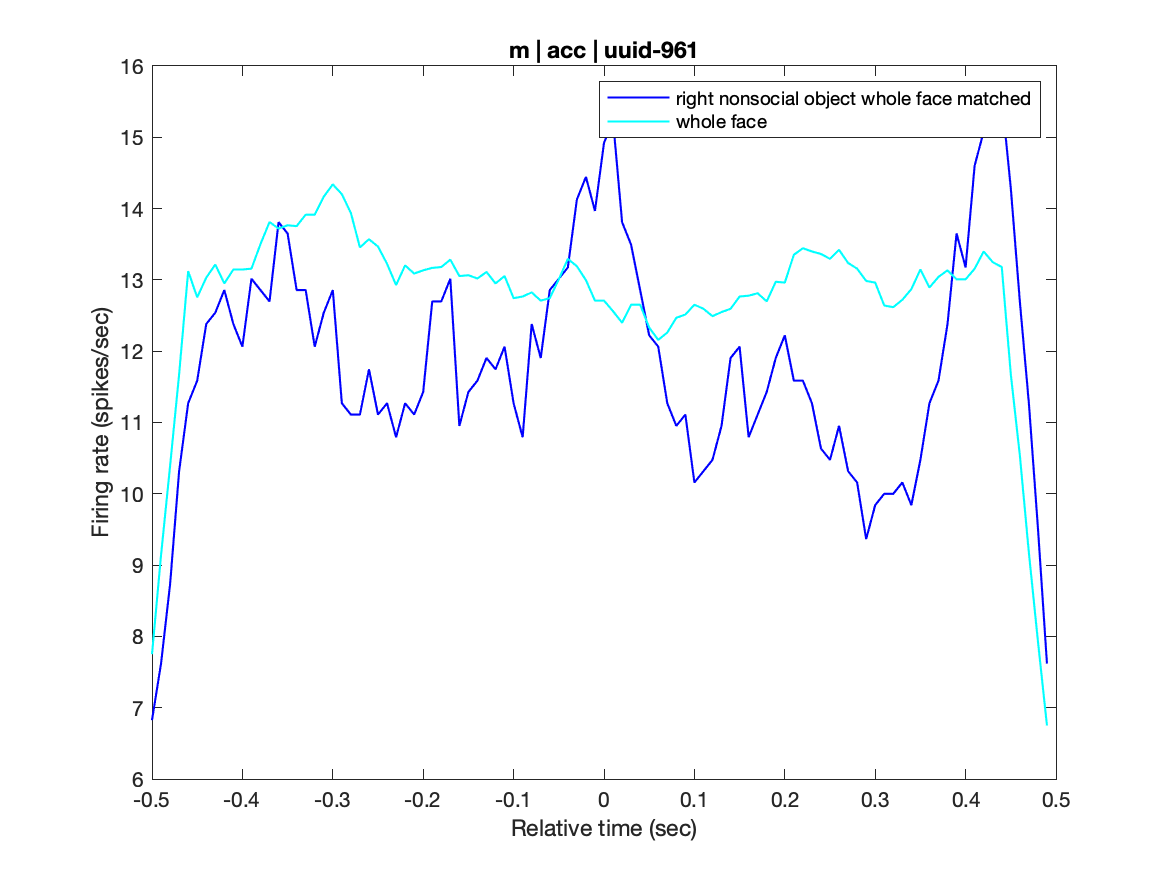 m | acc | uuid-961
right nonsocial object whole face matched
whole face
Firing rate (spikes/sec)
16
15
14
13
12
11
10
9
8
7
6
-0.5 -0.4 -0.3 -0.2 -0.1 0 0.1 0.2 0.3 0.4 0.5
Relative time (sec)